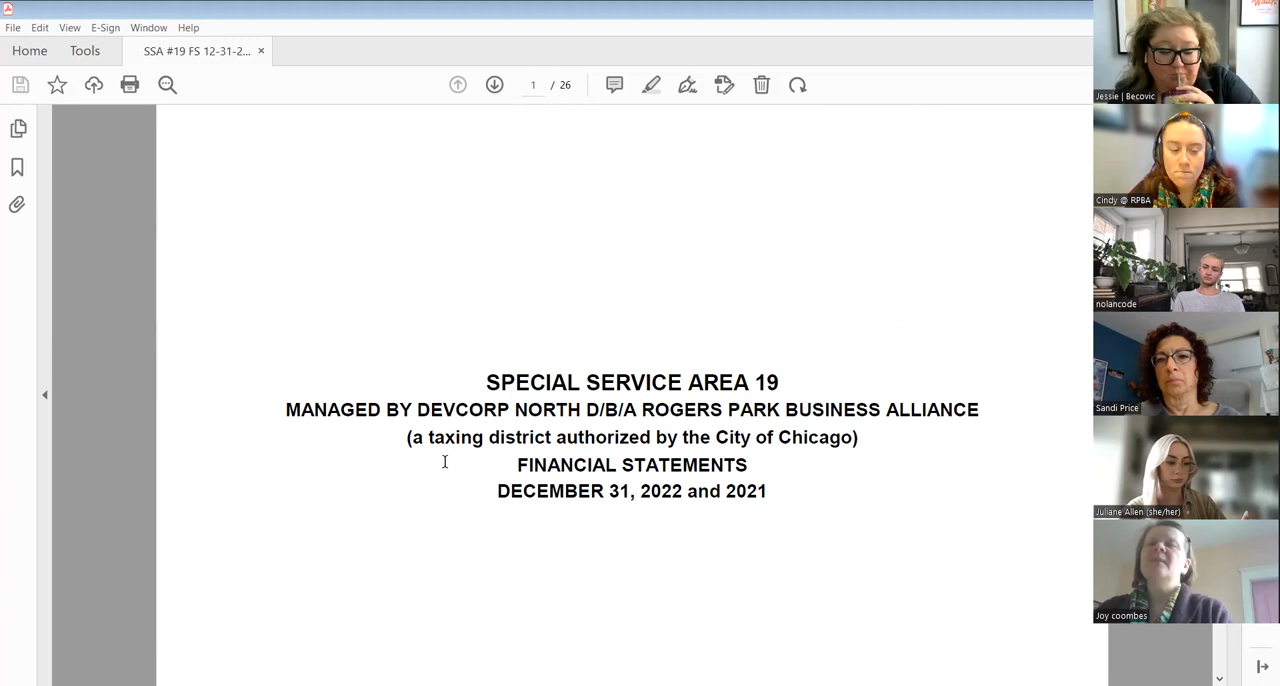 File Edit View E-Sign Window Help
Home Tools SSA #19 FS 12-31-2... ×
1 / 26
SPECIAL SERVICE AREA 19
MANAGED BY DEVCORP NORTH D/B/A ROGERS PARK BUSINESS ALLIANCE
(a taxing district authorized by the City of Chicago)
FINANCIAL STATEMENTS
DECEMBER 31, 2022 and 2021
Jessie | Becovic
Cindy @ RPBA
nolancode
Sandi Price
Juliane Allen (she/her)
Joy coombes